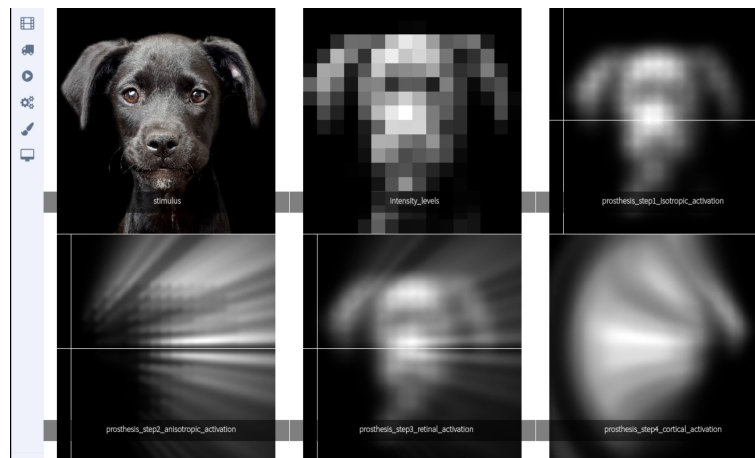 stimulus
intensity_levels
prosthesis_step1_isotropic_activation
prosthesis_step2_anisotropic_activation
prosthesis_step3_retinal_activation
prosthesis_step4_cortical_activation